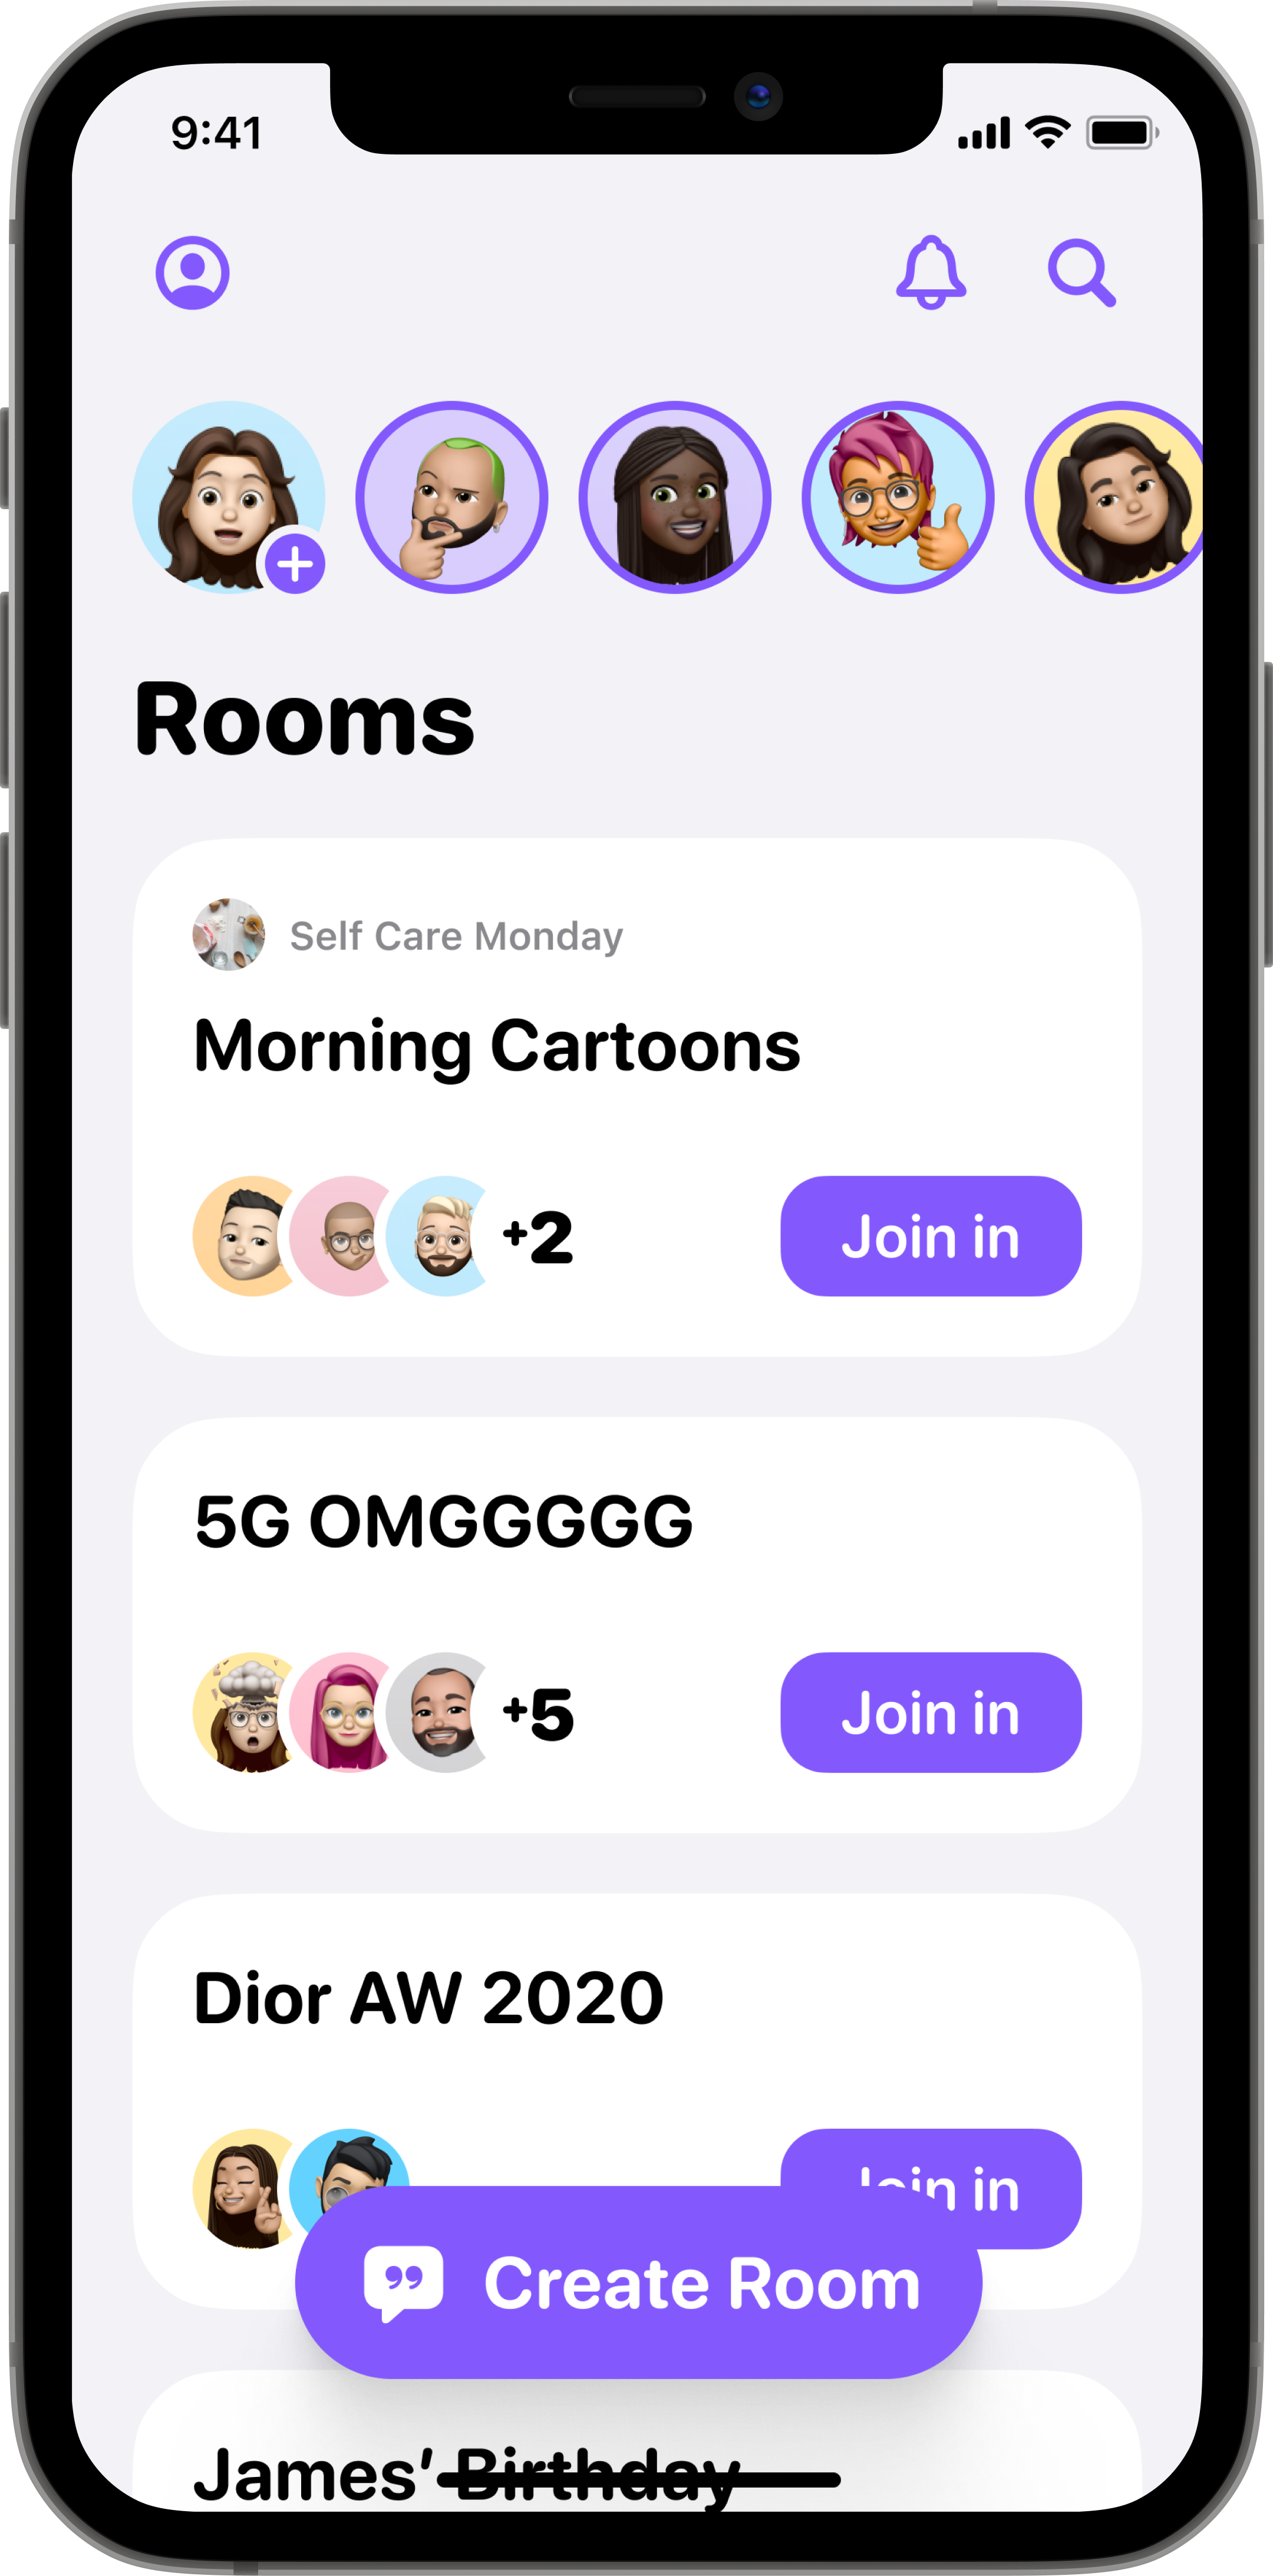 9:41
Rooms
Self Care Monday
Morning Cartoons
+2
Join in
5G OMGGGGG
+5
Join in
Dior AW 2020
Join in
Create Room
James’ Birthday